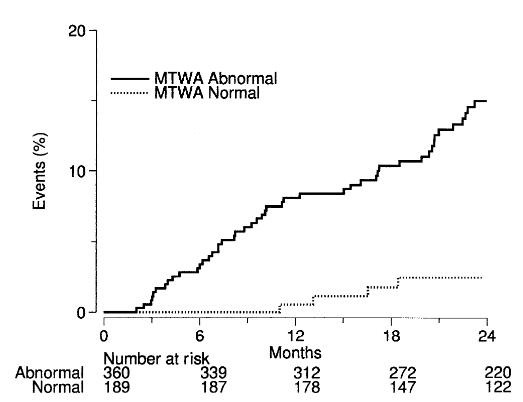 20
MTWA Abnormal
MTWA Normal
Events (%)
10
0
0 6 12 18 24
Months
Number at risk
Abnormal 360 339 312 272 220
Normal 189 187 178 147 122